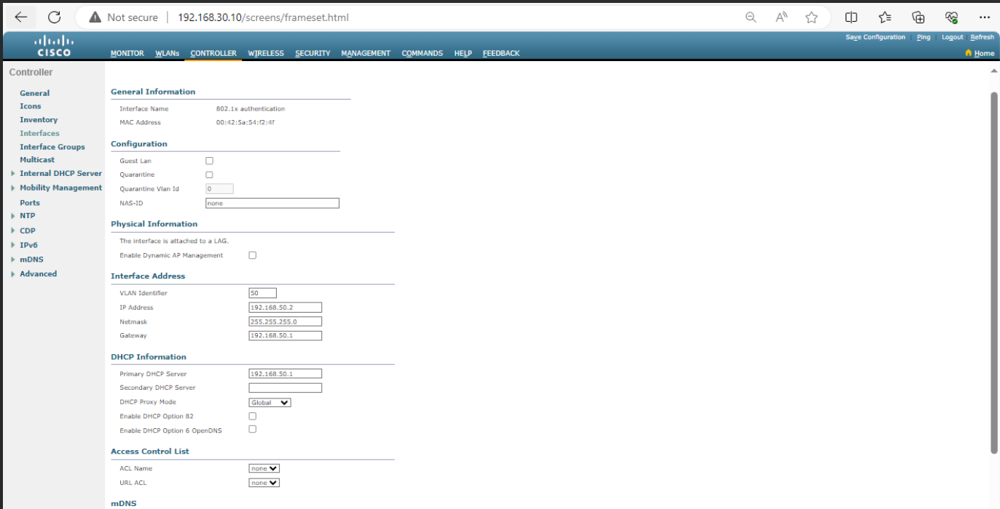 Not secure | 192.168.30.10/screens/frameset.html
Save Configuration | Ping | Logout | Refresh
CISCO
MONITOR WLANs CONTROLLER WIRELESS SECURITY MANAGEMENT COMMANDS HELP FEEDBACK
Home
Controller
General
Icons
Inventory
Interfaces
Interface Groups
Multicast
Internal DHCP Server
Mobility Management
Ports
NTP
CDP
IPv6
mDNS
Advanced
General Information
Interface Name 802.1x authentication
MAC Address 00:42:5a:54:f2:4f
Configuration
Guest Lan
Quarantine
Quarantine Vlan Id 0
NAS-ID none
Physical Information
The interface is attached to a LAG.
Enable Dynamic AP Management
Interface Address
VLAN Identifier 50
IP Address 192.168.50.2
Netmask 255.255.255.0
Gateway 192.168.50.1
DHCP Information
Primary DHCP Server 192.168.50.1
Secondary DHCP Server
DHCP Proxy Mode Global
Enable DHCP Option 82
Enable DHCP Option 6 OpenDNS
Access Control List
ACL Name none
URL ACL none
mDNS